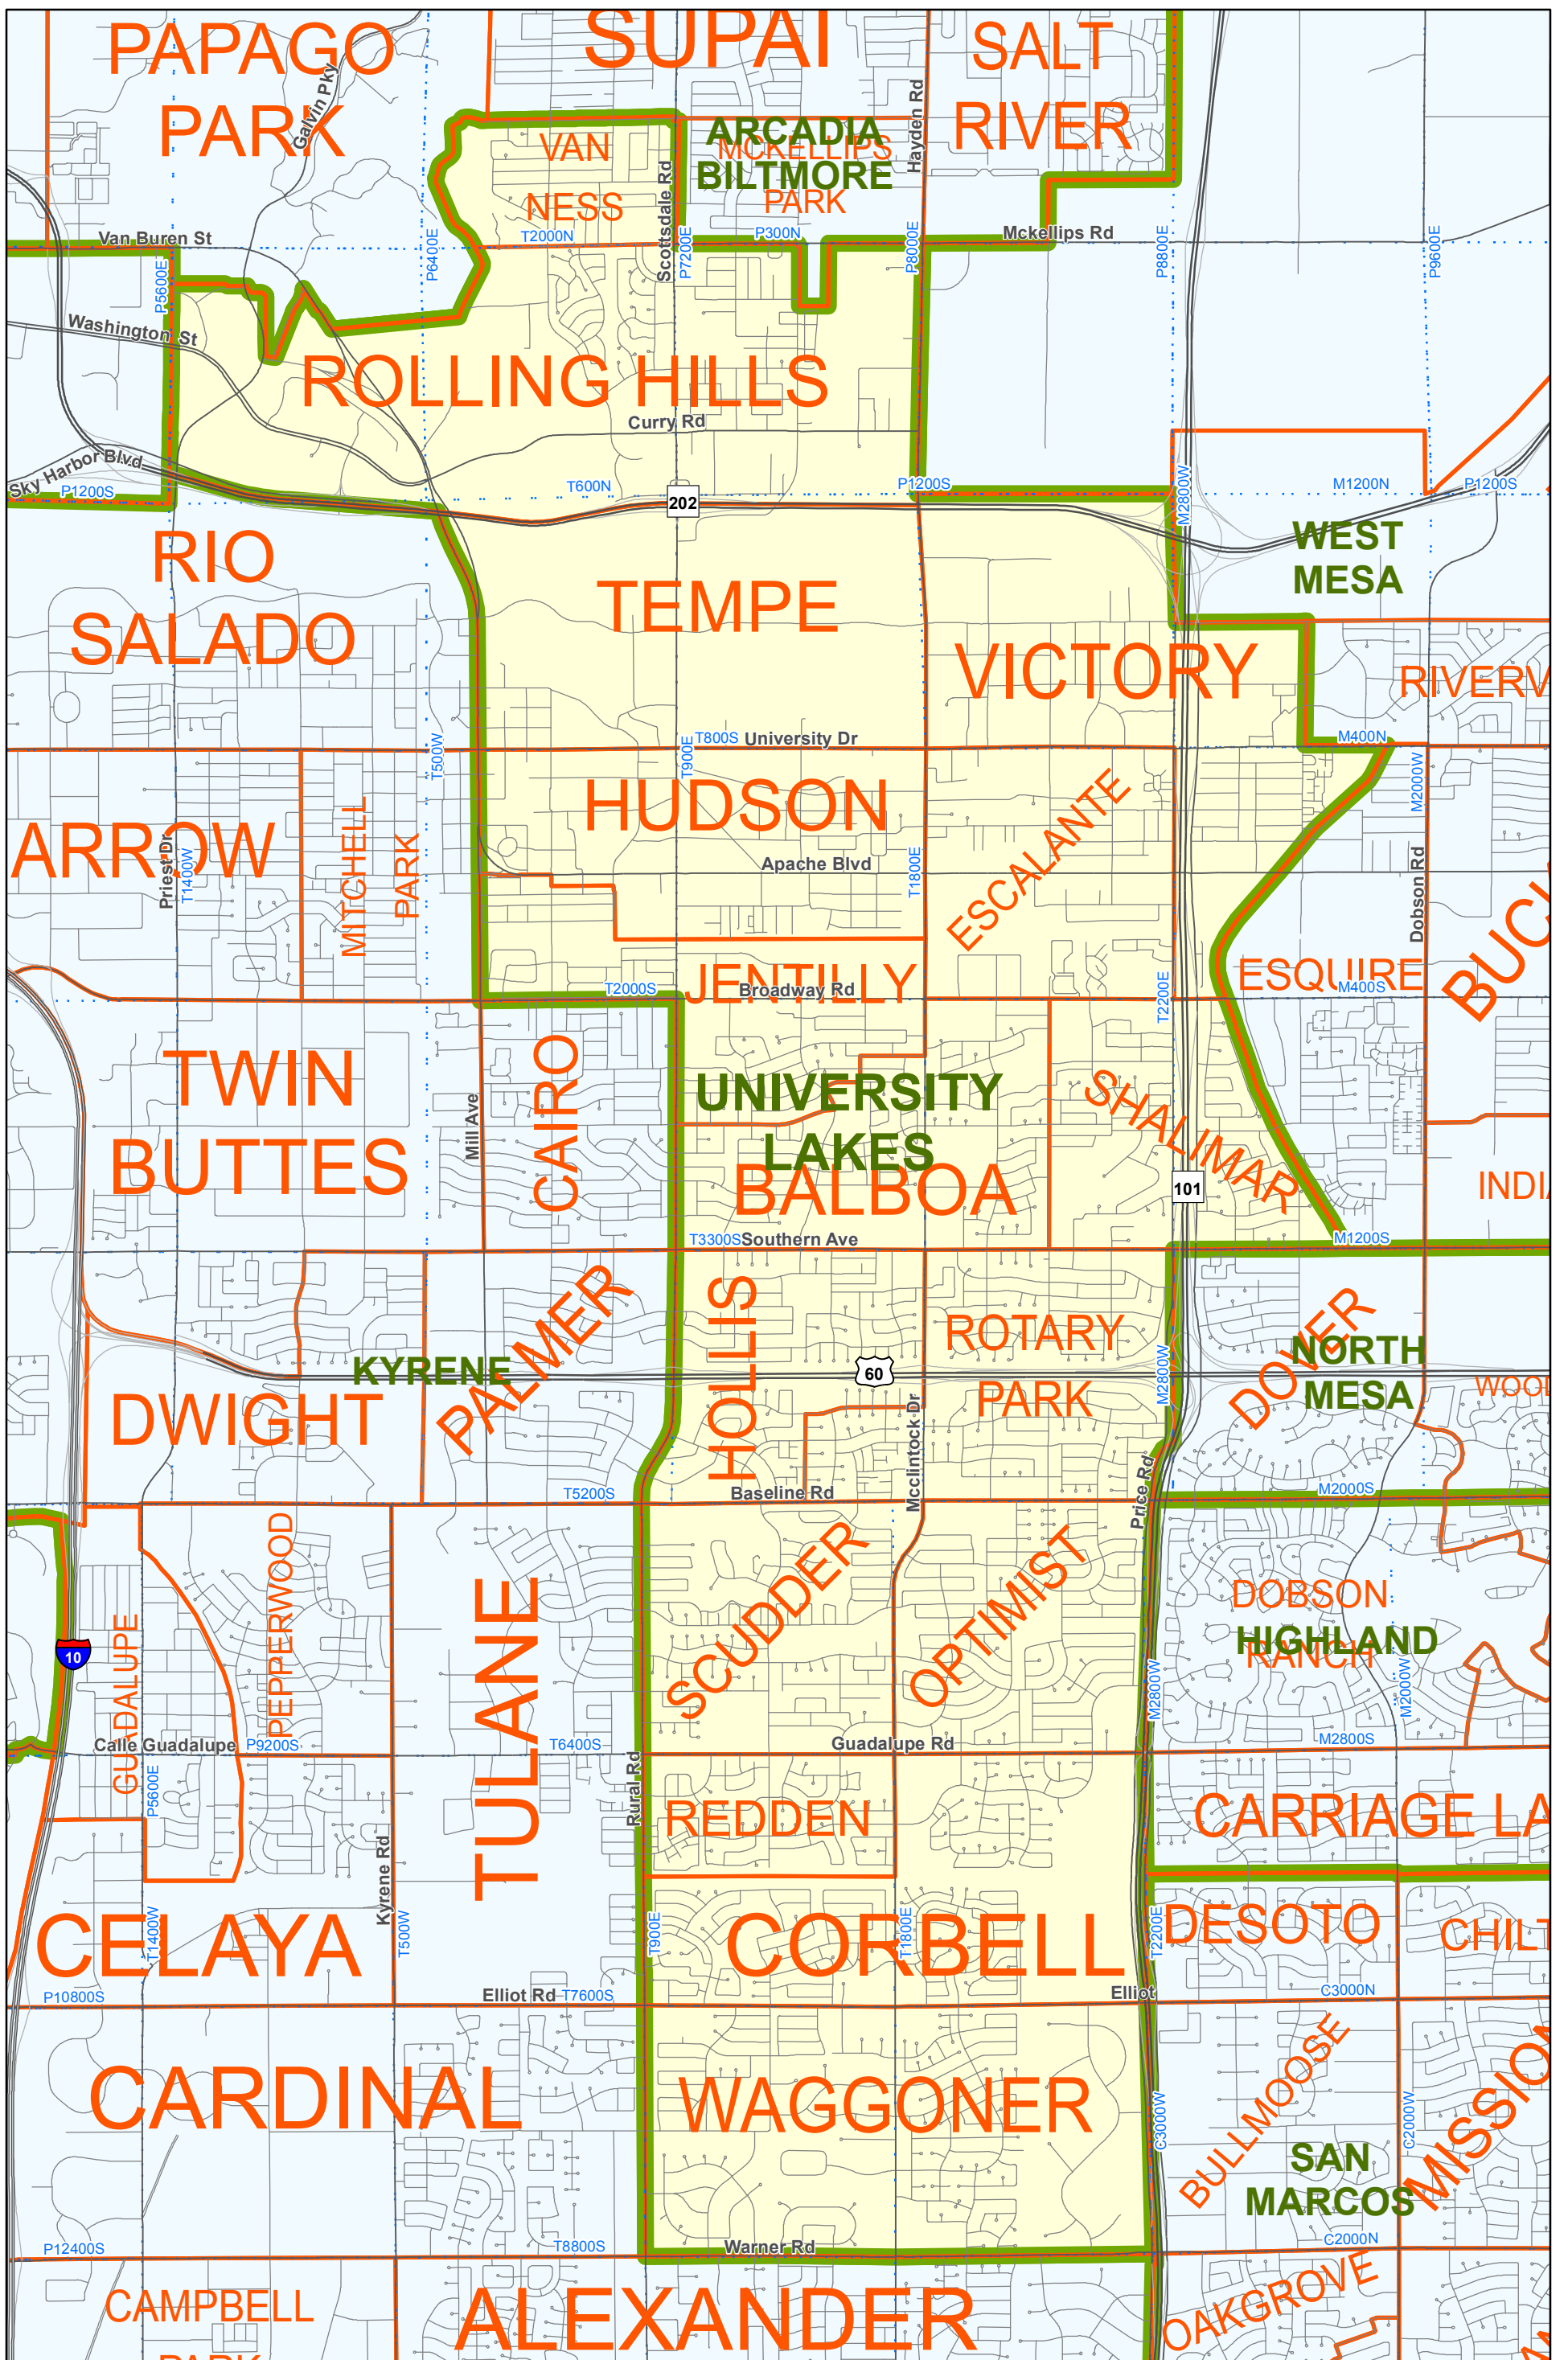 PAPAGO
PARK
Galvin Pky
SUPAI
SALT
RIVER
Hayden Rd
VAN
NESS
Scottsdale Rd
ARCADIA
BILTMORE
MCKELLIPS
PARK
Van Buren St
P5600E
P6400E
T2000N
P7200E
P300N
P8000E
Mckellips Rd
P8800E
P9600E
Washington St
ROLLING HILLS
Curry Rd
Sky Harbor Blvd
P1200S
T600N
202
P1200S
M2800W
M1200N
P1200S
WEST
MESA
RIO
SALADO
TEMPE
VICTORY
RIVERV
T500W
T800S
University Dr
T900E
M400N
M2000W
ARROW
Priest Dr
T1400W
MITCHELL
PARK
HUDSON
Apache Blvd
T1800E
ESCALANTE
Dobson Rd
BUCH
JENTILLY
T2000S
Broadway Rd
T2200E
ESQUIRE
M400S
TWIN
BUTTES
Mill Ave
CAIRO
UNIVERSITY
LAKES
BALBOA
SHALIMAR
101
INDI
T3300S
Southern Ave
M1200S
PALMER
HOLLIS
ROTARY
PARK
DOVER
NORTH
MESA
KYRENE
DWIGHT
60
M2800W
WOOD
Mcclintock Dr
Price Rd
T5200S
Baseline Rd
M2000S
GUADALUPE
PEPPERWOOD
TULANE
SCUDDER
OPTIMIST
DOBSON
RANCH
HIGHLAND
10
M2800W
M2000W
Calle Guadalupe
P9200S
T6400S
Guadalupe Rd
M2800S
P5600E
Rural Rd
REDDEN
CARRIAGE LA
Kyrene Rd
CELAYA
T1400W
T500W
T900E
CORBELL
T1800E
T2200E
DESOTO
CHILT
P10800S
Elliot Rd
T7600S
Elliot
C3000N
CARDINAL
WAGGONER
C3000W
BULLMOOSE
C2000W
MISSION
SAN
MARCOS
P12400S
T8800S
Warner Rd
C2000N
CAMPBELL
PARK
ALEXANDER
OAKGROVE